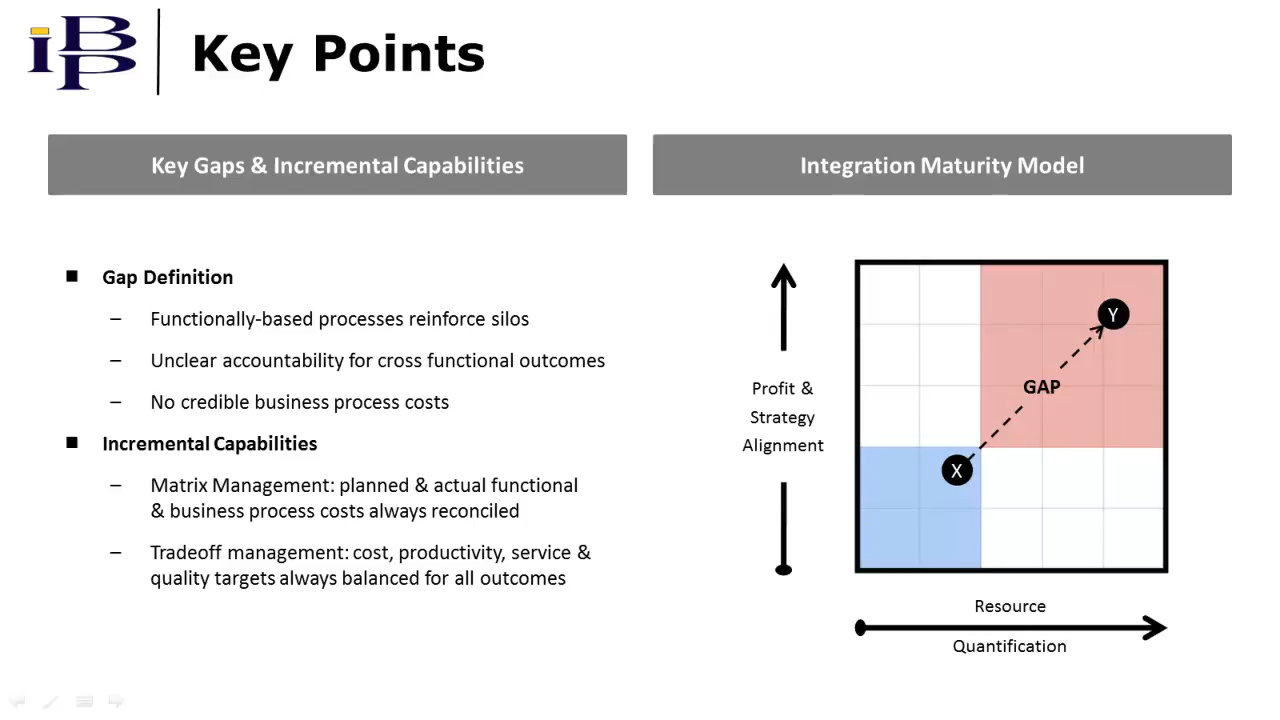 iBP
Key Points
Key Gaps & Incremental Capabilities
Integration Maturity Model
■ Gap Definition
– Functionally-based processes reinforce silos
– Unclear accountability for cross functional outcomes
– No credible business process costs
■ Incremental Capabilities
– Matrix Management: planned & actual functional
& business process costs always reconciled
– Tradeoff management: cost, productivity, service &
quality targets always balanced for all outcomes
Profit &
Strategy
Alignment
Y
GAP
X
Resource
Quantification